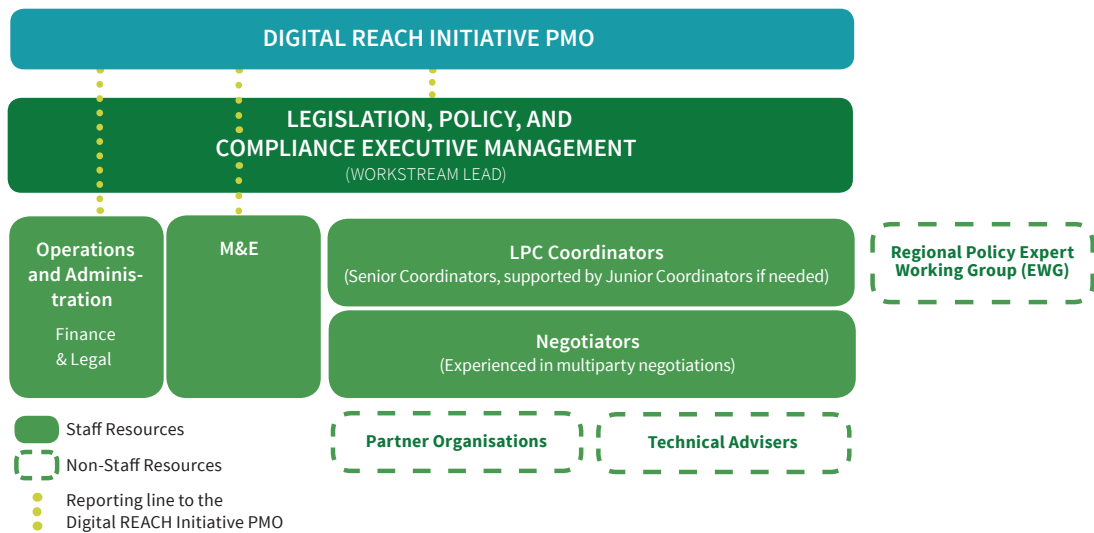 DIGITAL REACH INITIATIVE PMO
LEGISLATION, POLICY, AND
COMPLIANCE EXECUTIVE MANAGEMENT
(WORKSTREAM LEAD)
Operations
and Adminis-
tration
Finance
& Legal
M&E
LPC Coordinators
(Senior Coordinators, supported by Junior Coordinators if needed)
Negotiators
(Experienced in multiparty negotiations)
Regional Policy Expert
Working Group (EWG)
Partner Organisations
Technical Advisers
Staff Resources
Non-Staff Resources
Reporting line to the
Digital REACH Initiative PMO